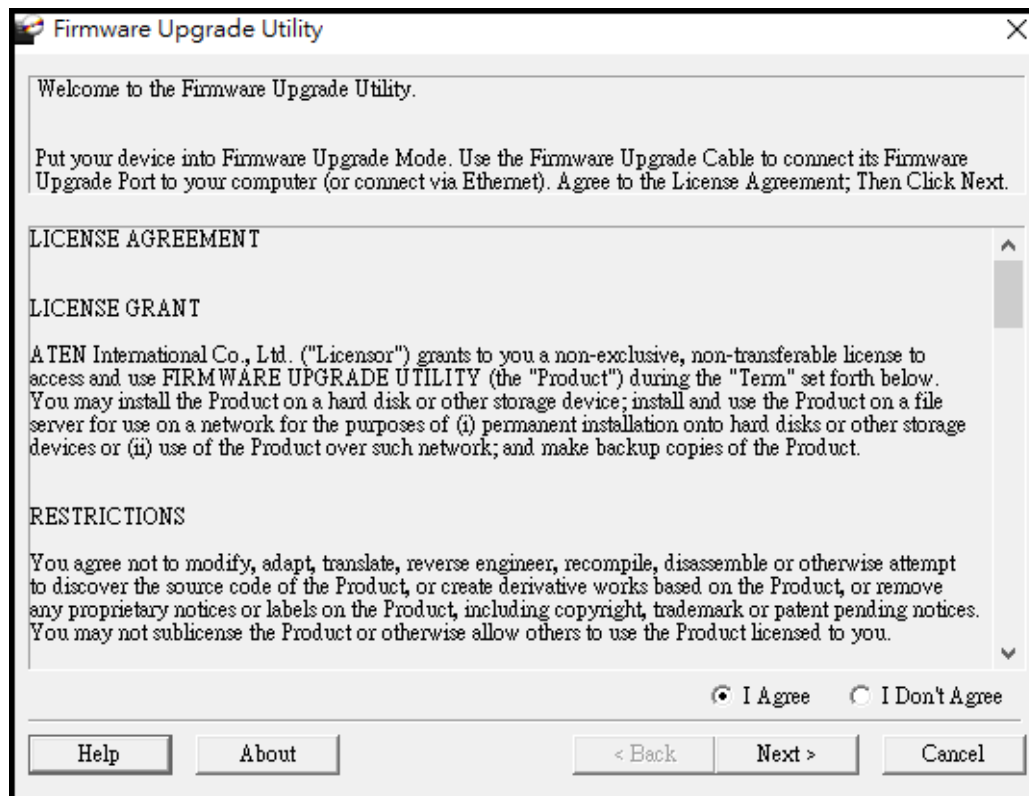 Firmware Upgrade Utility
Welcome to the Firmware Upgrade Utility.
Put your device into Firmware Upgrade Mode. Use the Firmware Upgrade Cable to connect its Firmware
Upgrade Port to your computer (or connect via Ethernet). Agree to the License Agreement; Then Click Next.
LICENSE AGREEMENT
LICENSE GRANT
ATEN International Co., Ltd. ("Licensor") grants to you a non-exclusive, non-transferable license to
access and use FIRMWARE UPGRADE UTILITY (the "Product") during the "Term" set forth below.
You may install the Product on a hard disk or other storage device; install and use the Product on a file
server for use on a network for the purposes of (i) permanent installation onto hard disks or other storage
devices or (ii) use of the Product over such network; and make backup copies of the Product.
RESTRICTIONS
You agree not to modify, adapt, translate, reverse engineer, recompile, disassemble or otherwise attempt
to discover the source code of the Product, or create derivative works based on the Product, or remove
any proprietary notices or labels on the Product, including copyright, trademark or patent pending notices.
You may not sublicense the Product or otherwise allow others to use the Product licensed to you.
I Agree I Don't Agree
Help About < Back Next > Cancel